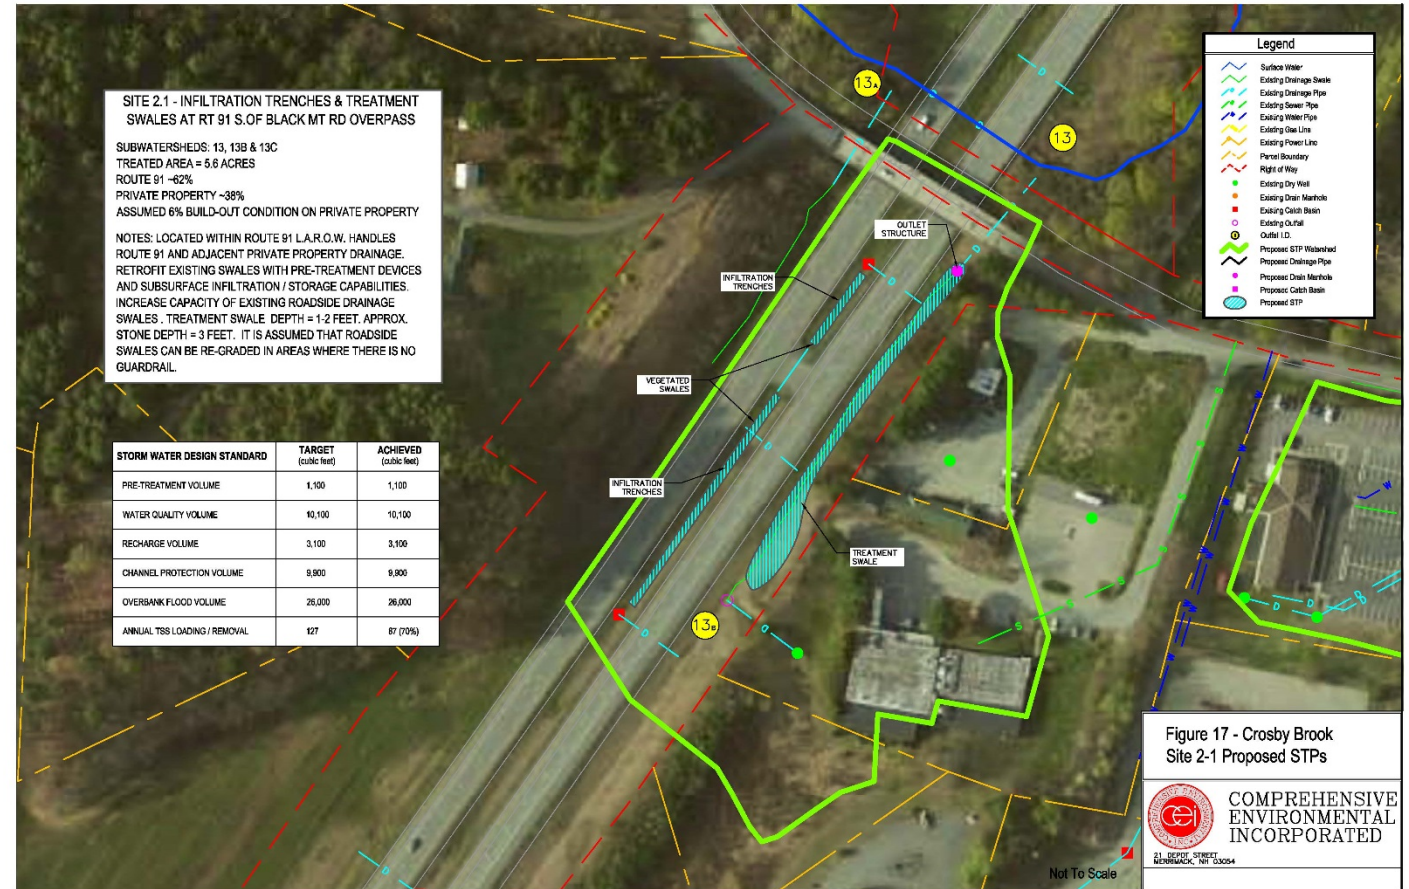 SITE 2.1 - INFILTRATION TRENCHES & TREATMENT
SWALES AT RT 91 S.OF BLACK MT RD OVERPASS
SUBWATERSHEDS: 13, 13B & 13C
TREATED AREA = 5.6 ACRES
ROUTE 91 ~62%
PRIVATE PROPERTY ~38%
ASSUMED 6% BUILD-OUT CONDITION ON PRIVATE PROPERTY
NOTES: LOCATED WITHIN ROUTE 91 L.A.R.O.W. HANDLES
ROUTE 91 AND ADJACENT PRIVATE PROPERTY DRAINAGE.
RETROFIT EXISTING SWALES WITH PRE-TREATMENT DEVICES
AND SUBSURFACE INFILTRATION / STORAGE CAPABILITIES.
INCREASE CAPACITY OF EXISTING ROADSIDE DRAINAGE
SWALES . TREATMENT SWALE DEPTH = 1-2 FEET. APPROX.
STONE DEPTH = 3 FEET. IT IS ASSUMED THAT ROADSIDE
SWALES CAN BE RE-GRADED IN AREAS WHERE THERE IS NO
GUARDRAIL.
STORM WATER DESIGN STANDARD TARGET (cubic feet) ACHIEVED (cubic feet)
PRE-TREATMENT VOLUME 1,100 1,100
WATER QUALITY VOLUME 10,100 10,100
RECHARGE VOLUME 3,100 3,100
CHANNEL PROTECTION VOLUME 9,900 9,900
OVERBANK FLOOD VOLUME 26,000 26,000
ANNUAL TSS LOADING / REMOVAL 127 87 (70%)
13A
13
OUTLET
STRUCTURE
INFILTRATION
TRENCHES
VEGETATED
SWALES
INFILTRATION
TRENCHES
TREATMENT
SWALE
13B
D
D
D
D
D
D
D
D
D
D
D
D
S
S
S
S
S
S
W
W
W
W
W
W
W
Legend
Surface Water
Existing Drainage Swale
Existing Drainage Pipe
Existing Sewer Pipe
Existing Water Pipe
Existing Gas Line
Existing Power Line
Parcel Boundary
Right of Way
Existing Dry Well
Existing Drain Manhole
Existing Catch Basin
Existing Outfall
Outfall I.D.
Proposed STP Watershed
Proposed Drainage Pipe
Proposed Drain Manhole
Proposed Catch Basin
Proposed STP
Not To Scale
Figure 17 - Crosby Brook
Site 2-1 Proposed STPs
COMPREHENSIVE ENVIRONMENTAL
INC
cei
COMPREHENSIVE
ENVIRONMENTAL
INCORPORATED
21 DEPOT STREET
MERRIMACK, NH 03054